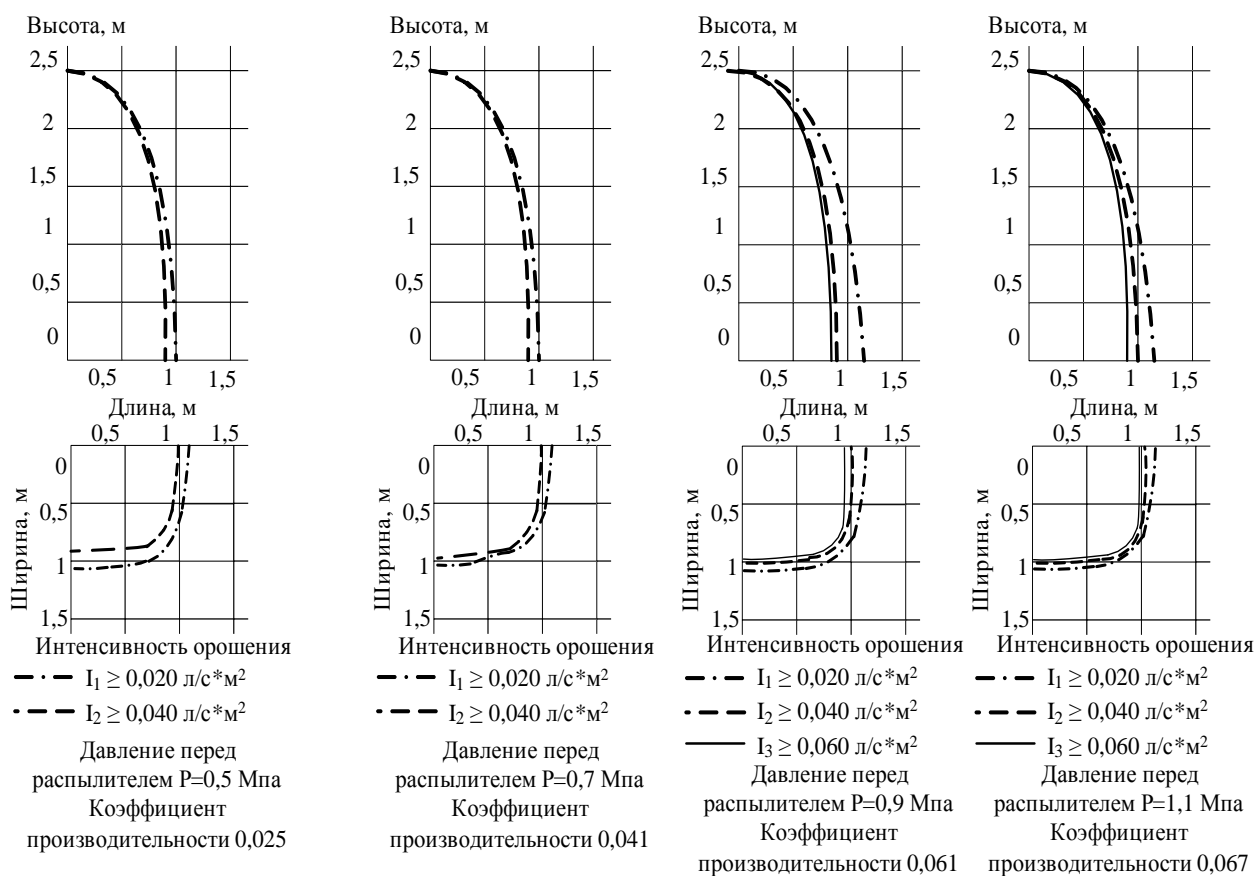 Высота, м
2,5
2
1,5
1
0,5
0
0,5 1 1,5
Длина, м
0,5 1 1,5
0
0,5
1
1,5
Ширина, м
Интенсивность орошения
I₁ ≥ 0,020 л/с*м²
I₂ ≥ 0,040 л/с*м²
Давление перед
распылителем P=0,5 Мпа
Коэффициент
производительности 0,025
Высота, м
2,5
2
1,5
1
0,5
0
0,5 1 1,5
Длина, м
0,5 1 1,5
0
0,5
1
1,5
Ширина, м
Интенсивность орошения
I₁ ≥ 0,020 л/с*м²
I₂ ≥ 0,040 л/с*м²
Давление перед
распылителем P=0,7 Мпа
Коэффициент
производительности 0,041
Высота, м
2,5
2
1,5
1
0,5
0
0,5 1 1,5
Длина, м
0,5 1 1,5
0
0,5
1
1,5
Ширина, м
Интенсивность орошения
I₁ ≥ 0,020 л/с*м²
I₂ ≥ 0,040 л/с*м²
I₃ ≥ 0,060 л/с*м²
Давление перед
распылителем P=0,9 Мпа
Коэффициент
производительности 0,061
Высота, м
2,5
2
1,5
1
0,5
0
0,5 1 1,5
Длина, м
0,5 1 1,5
0
0,5
1
1,5
Ширина, м
Интенсивность орошения
I₁ ≥ 0,020 л/с*м²
I₂ ≥ 0,040 л/с*м²
I₃ ≥ 0,060 л/с*м²
Давление перед
распылителем P=1,1 Мпа
Коэффициент
производительности 0,067